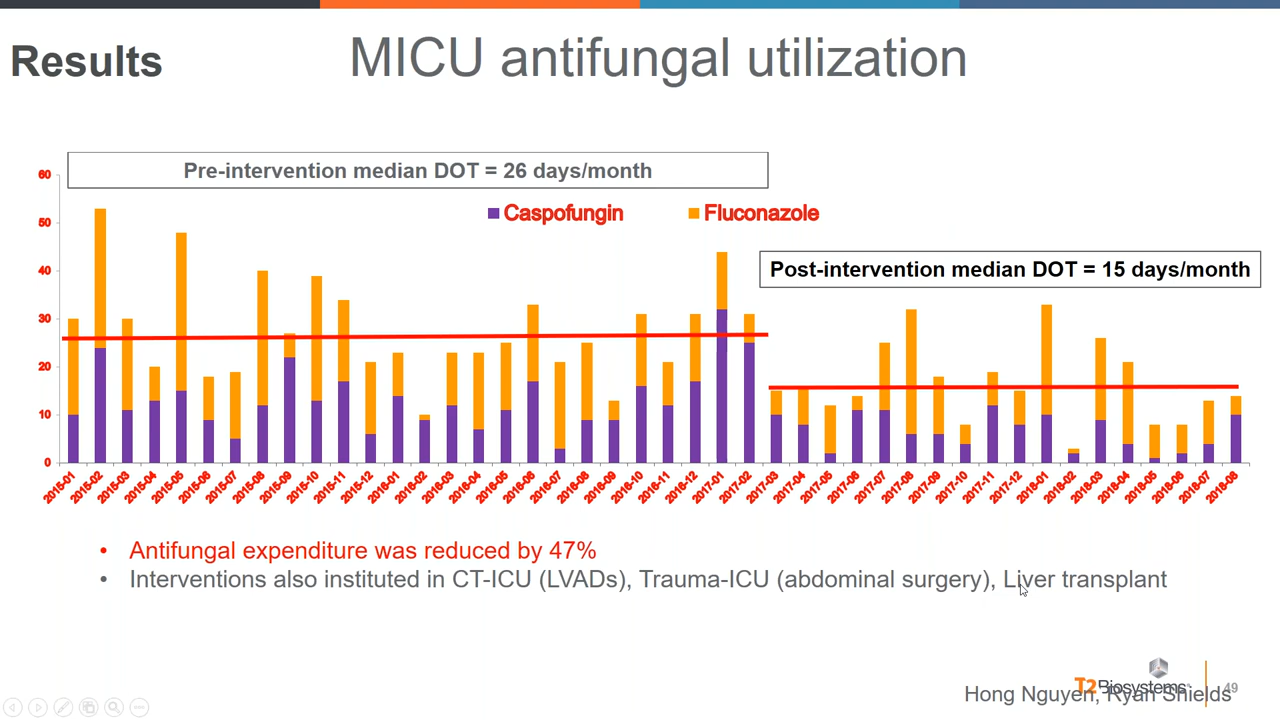 Results
MICU antifungal utilization
Pre-intervention median DOT = 26 days/month
Caspofungin
Fluconazole
Post-intervention median DOT = 15 days/month
60
50
40
30
20
10
0
2015-01 2015-02 2015-03 2015-04 2015-05 2015-06 2015-07 2015-08 2015-09 2015-10 2015-11 2015-12 2016-01 2016-02 2016-03 2016-04 2016-05 2016-06 2016-07 2016-08 2016-09 2016-10 2016-11 2016-12 2017-01 2017-02 2017-03 2017-04 2017-05 2017-06 2017-07 2017-08 2017-09 2017-10 2017-11 2017-12 2018-01 2018-02 2018-03 2018-04 2018-05 2018-06 2018-07 2018-08
• Antifungal expenditure was reduced by 47%
• Interventions also instituted in CT-ICU (LVADs), Trauma-ICU (abdominal surgery), Liver transplant
T2Biosystems
49
Hong Nguyen, Ryan Shields